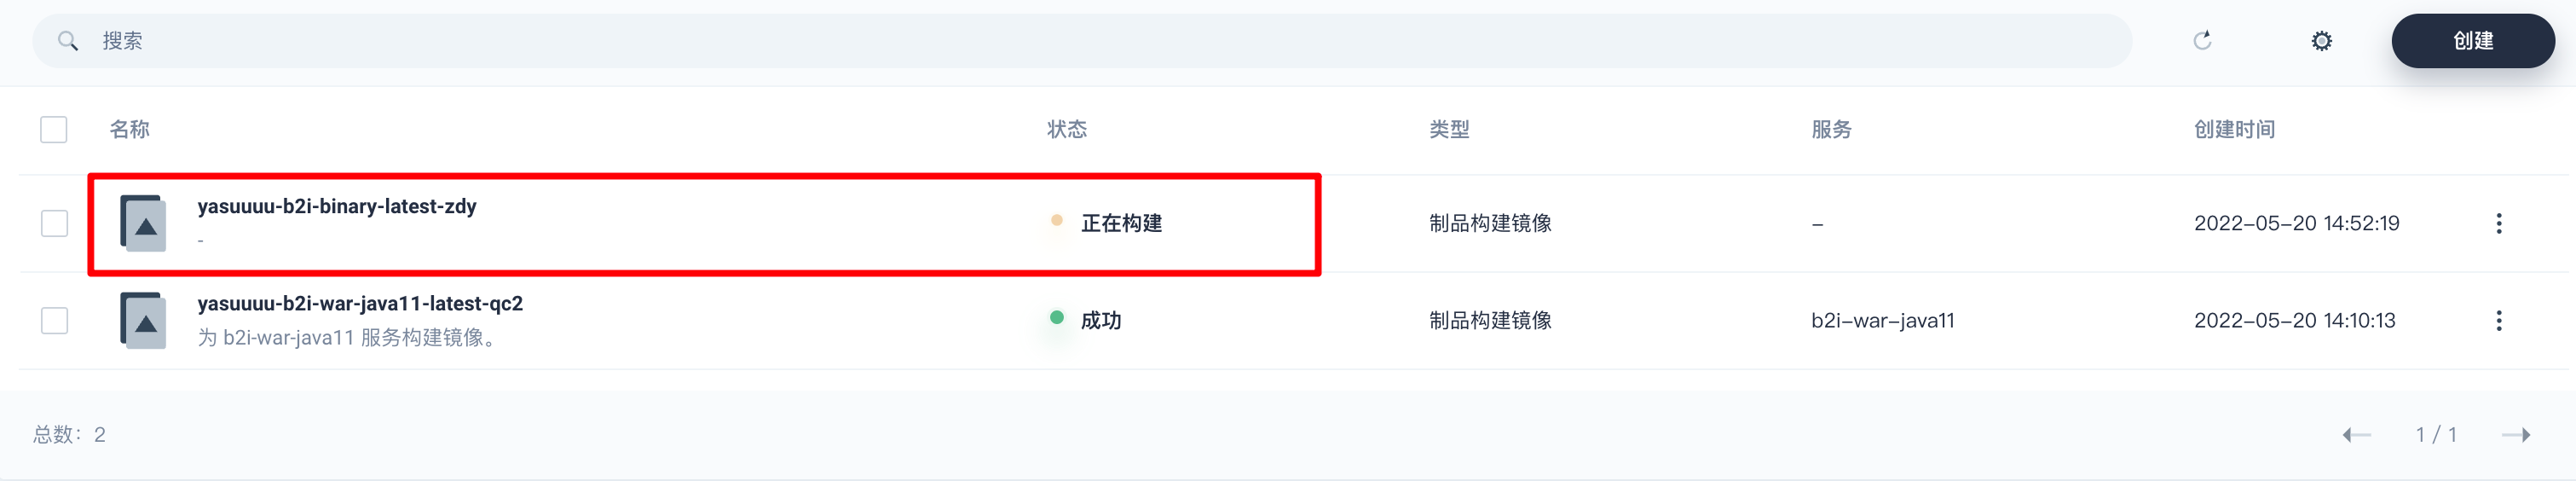 搜索
创建
名称 状态 类型 服务 创建时间
yasuuuu-b2i-binary-latest-zdy
-
正在构建 制品构建镜像 – 2022–05–20 14:52:19
yasuuuu-b2i-war-java11-latest-qc2
为 b2i-war-java11 服务构建镜像。
成功 制品构建镜像 b2i–war–java11 2022–05–20 14:10:13
总数：2 1 / 1